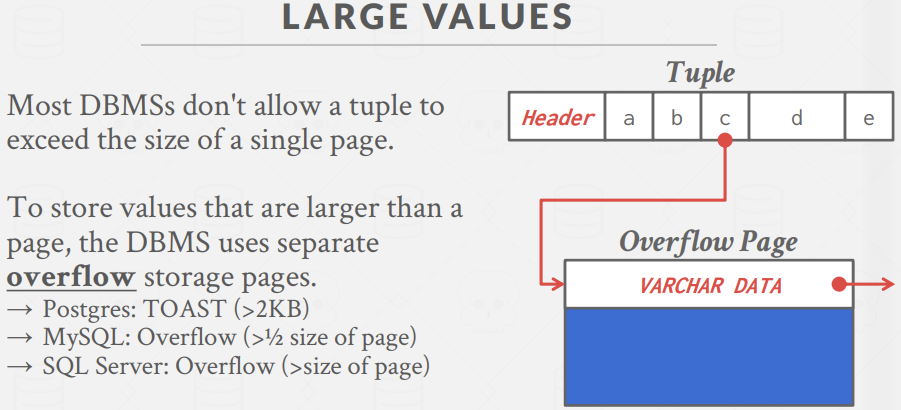 LARGE VALUES
Most DBMSs don't allow a tuple to
exceed the size of a single page.
To store values that are larger than a
page, the DBMS uses separate
overflow storage pages.
→ Postgres: TOAST (>2KB)
→ MySQL: Overflow (>½ size of page)
→ SQL Server: Overflow (>size of page)
Tuple
Header a b c d e
Overflow Page
VARCHAR DATA